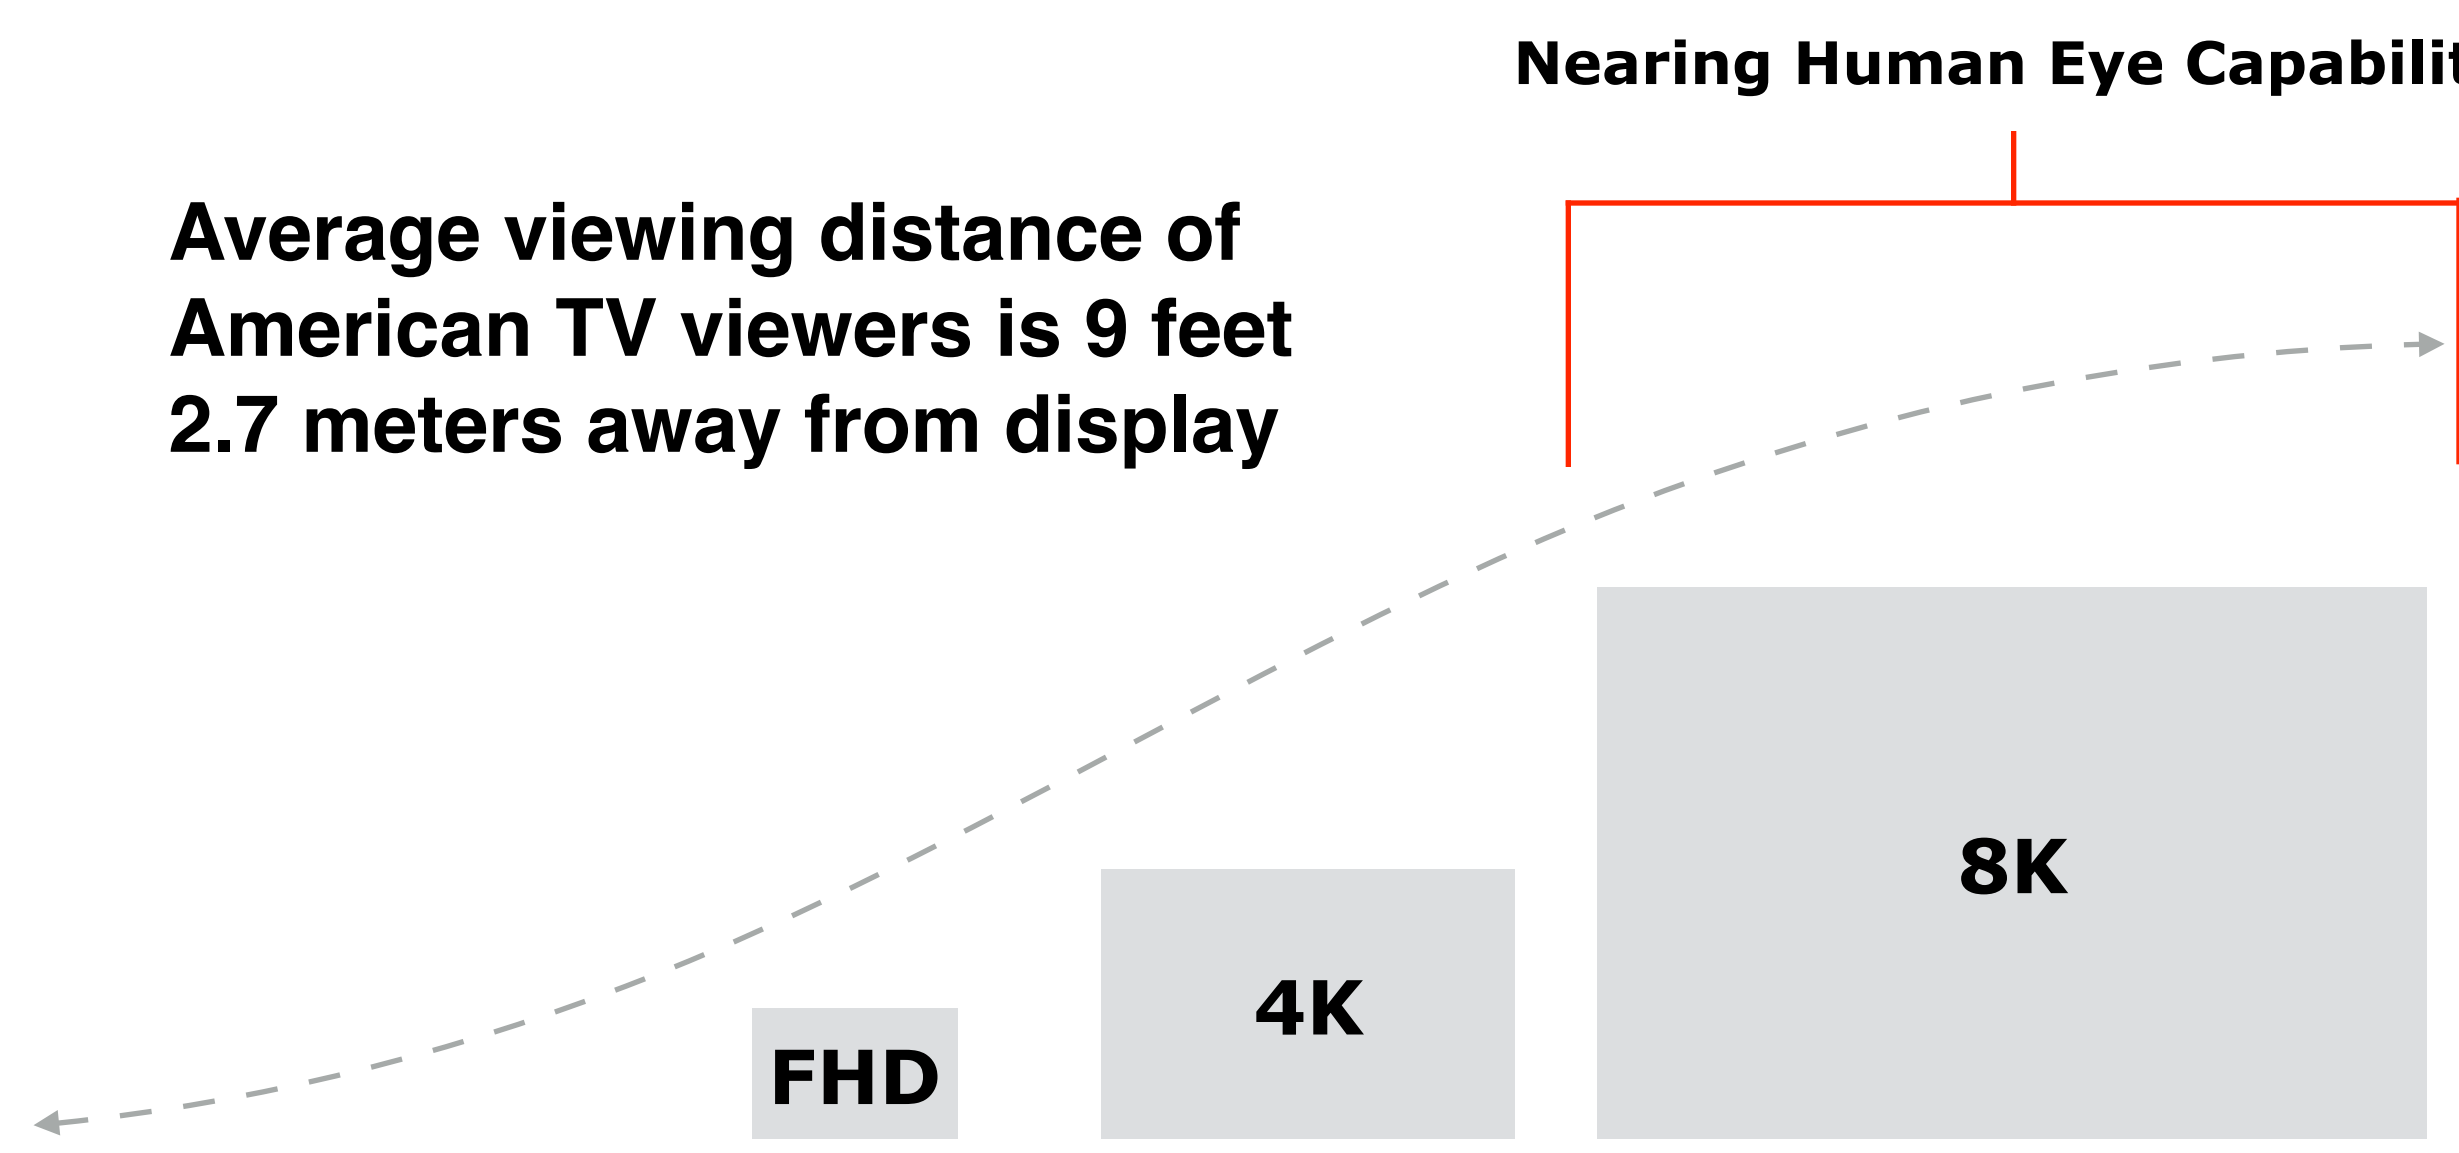 Nearing Human Eye Capabilit
Average viewing distance of
American TV viewers is 9 feet
2.7 meters away from display
8K
4K
FHD